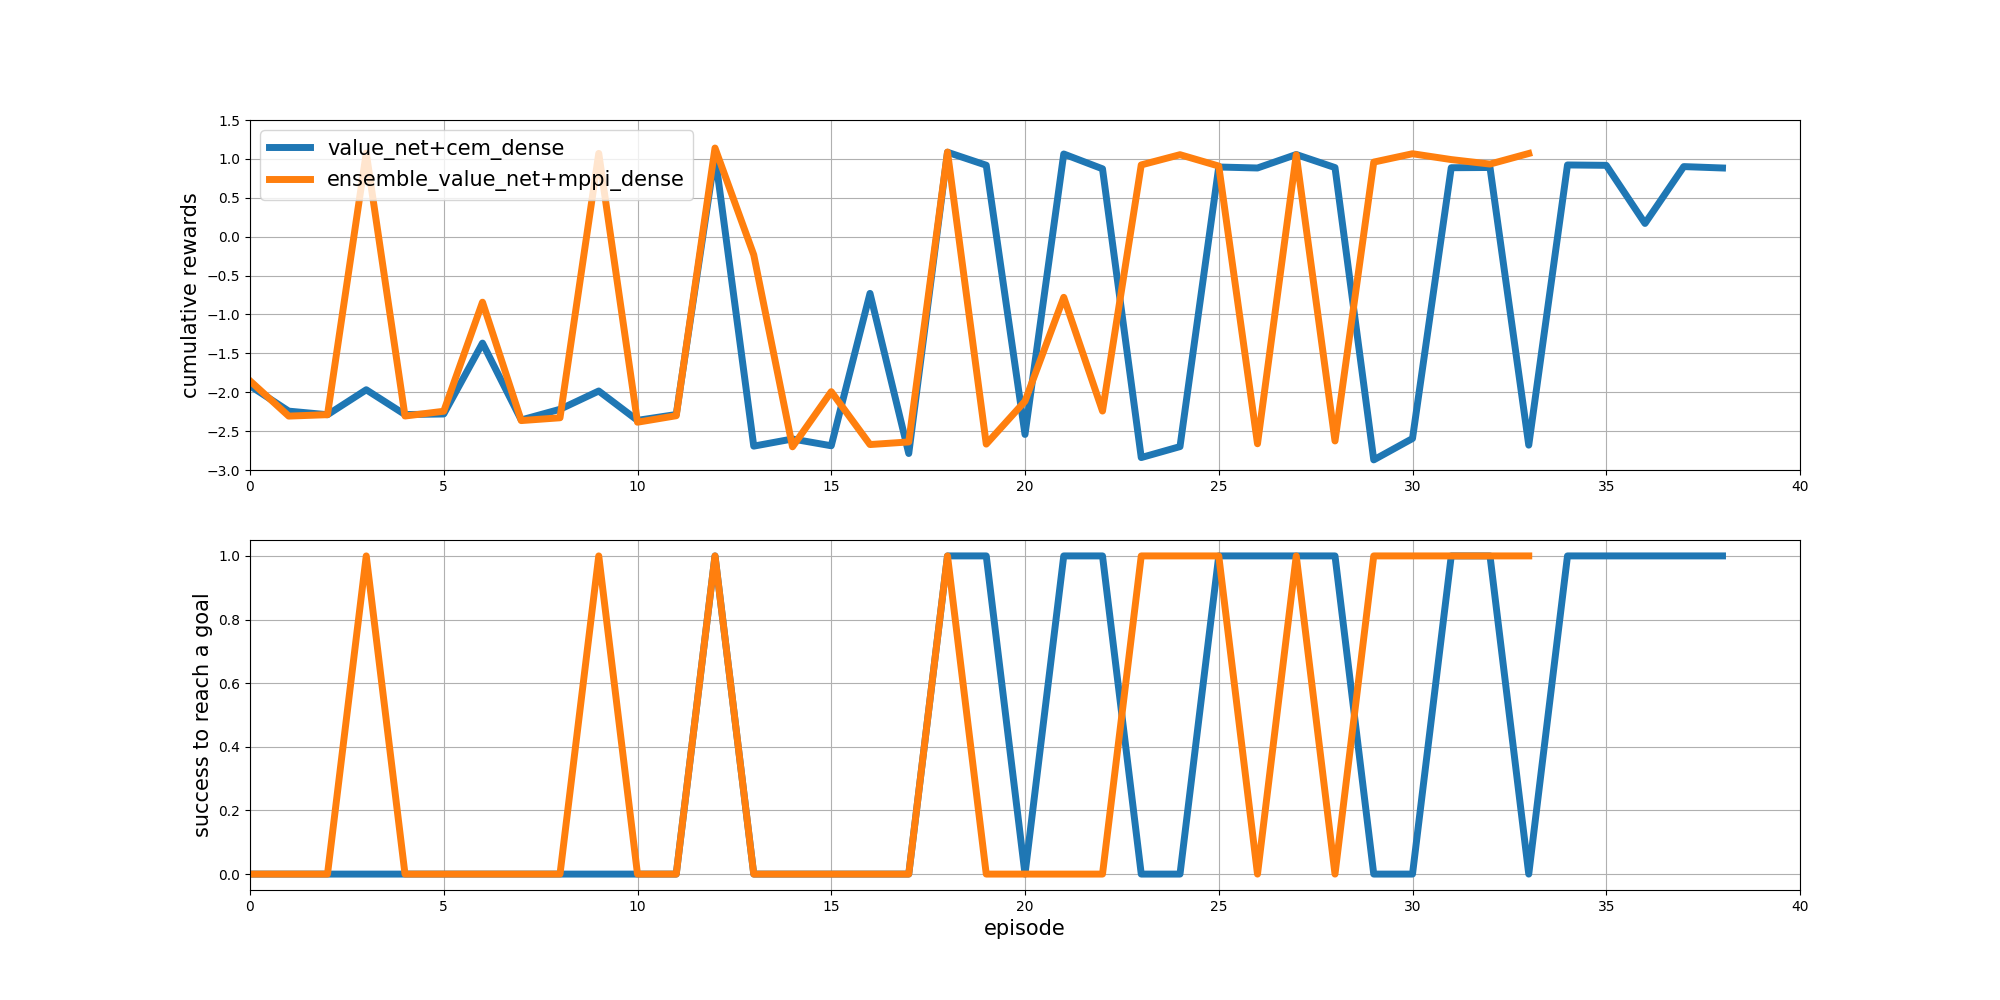 1.5
1.0
0.5
0.0
−0.5
−1.0
−1.5
−2.0
−2.5
−3.0
cumulative rewards
value_net+cem_dense
ensemble_value_net+mppi_dense
0 5 10 15 20 25 30 35 40
1.0
0.8
0.6
0.4
0.2
0.0
success to reach a goal
0 5 10 15 20 25 30 35 40
episode